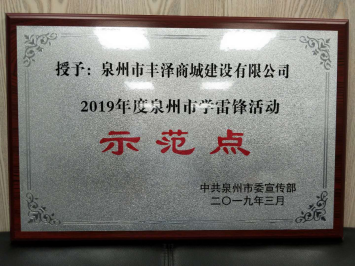 授予：泉州市丰泽商城建设有限公司
2019年度泉州市学雷锋活动
示范点
中共泉州市委宣传部
二〇一九年三月